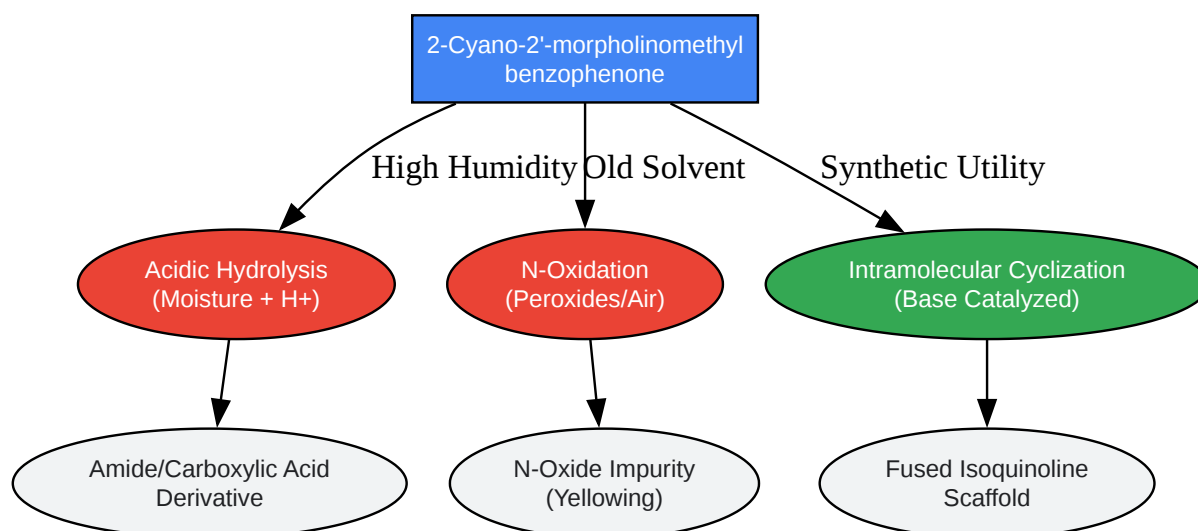 2-Cyano-2'-morpholinomethyl
benzophenone
High Humidity
Old Solvent
Synthetic Utility
Acidic Hydrolysis
(Moisture + H+)
N-Oxidation
(Peroxides/Air)
Intramolecular Cyclization
(Base Catalyzed)
Amide/Carboxylic Acid
Derivative
N-Oxide Impurity
(Yellowing)
Fused Isoquinoline
Scaffold